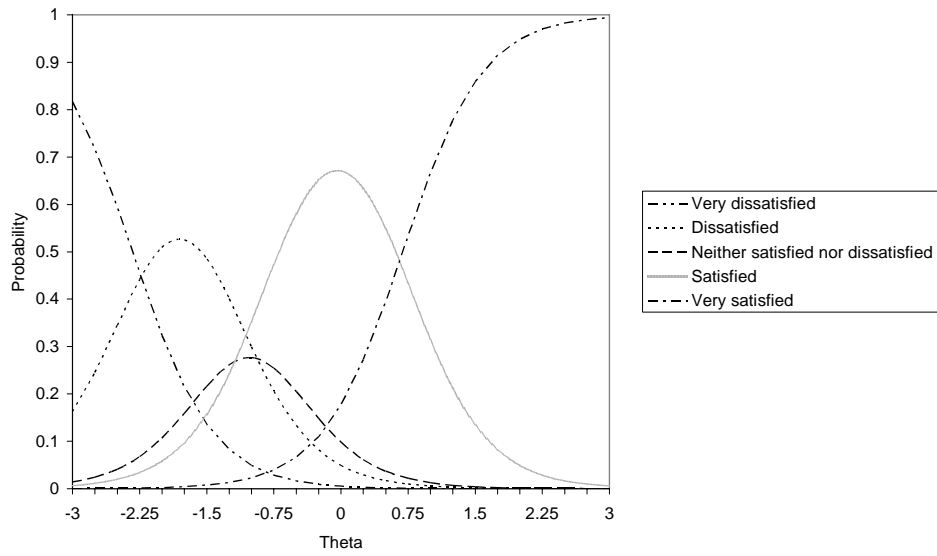 1
0.9
0.8
0.7
0.6
0.5
0.4
0.3
0.2
0.1
0
Probability
-3 -2.25 -1.5 -0.75 0 0.75 1.5 2.25 3
Theta
Very dissatisfied
Dissatisfied
Neither satisfied nor dissatisfied
Satisfied
Very satisfied